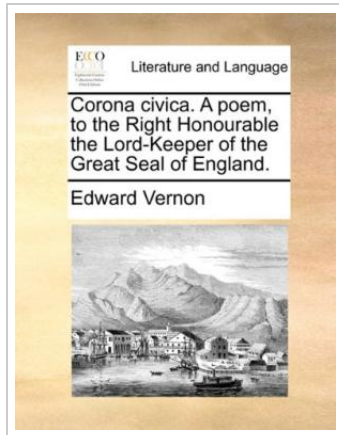 ECCO
Literature and Language
Corona civica. A poem,
to the Right Honourable
the Lord-Keeper of the
Great Seal of England.
Edward Vernon